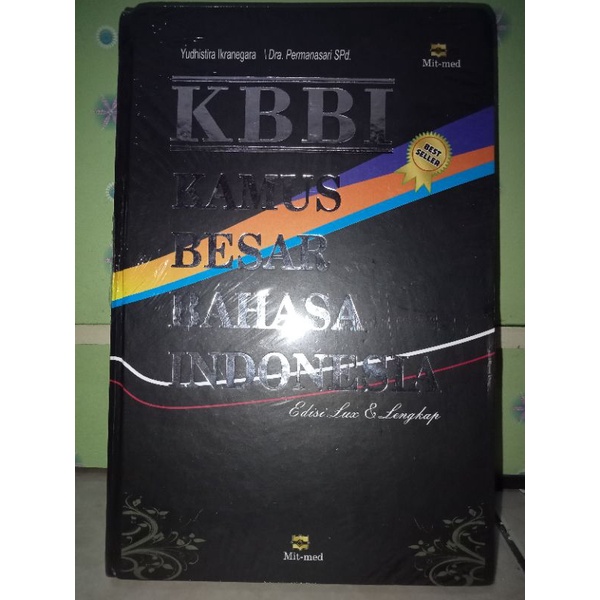 Yudhistira Ikranegara \ Dra. Permanasari SPd.
Mit-med
KBBI
BEST
SELLER
KAMUS
BESAR
BAHASA
INDONESIA
Edisi Lux & Lengkap
Mit-med